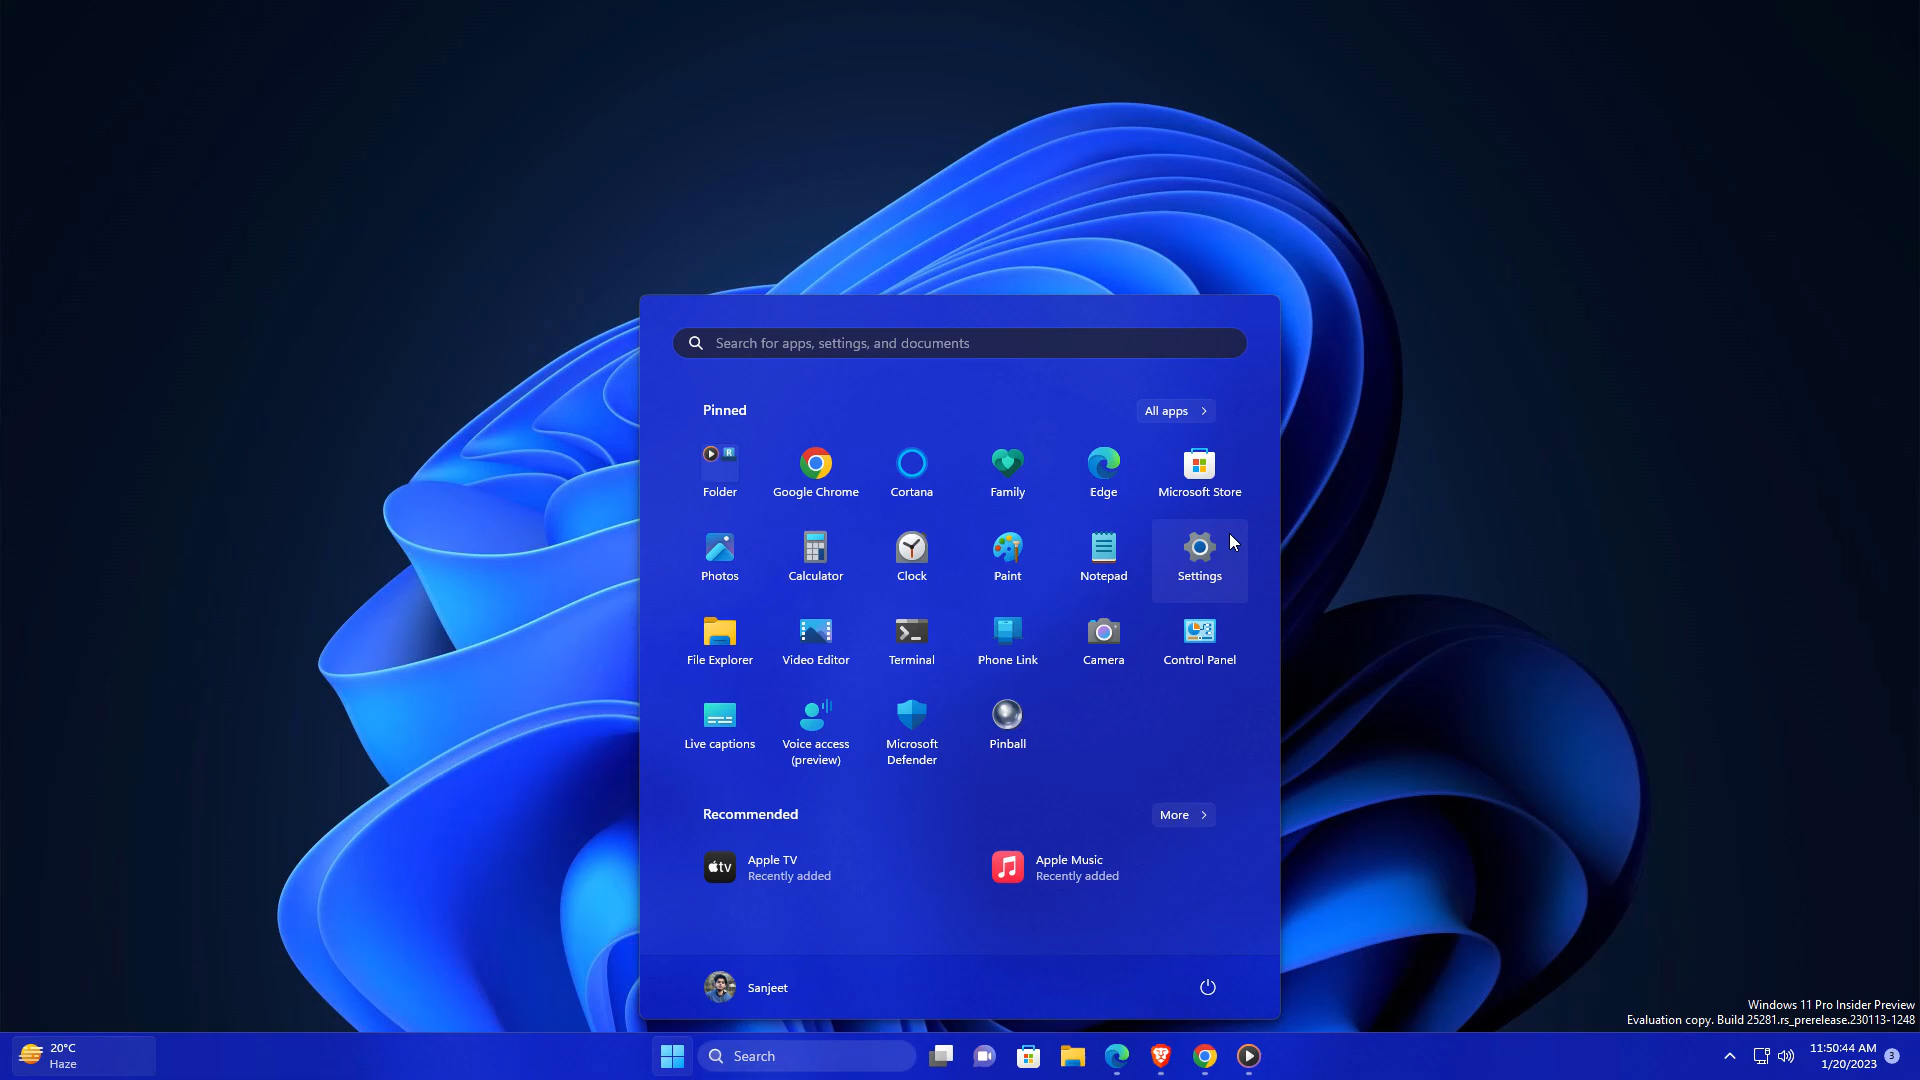 Search for apps, settings, and documents
Pinned
All apps
Folder
Google Chrome
Cortana
Family
Edge
Microsoft Store
Photos
Calculator
Clock
Paint
Notepad
Settings
File Explorer
Video Editor
Terminal
Phone Link
Camera
Control Panel
Live captions
Voice access
(preview)
Microsoft
Defender
Pinball
Recommended
More
tv
Apple TV
Recently added
Apple Music
Recently added
Sanjeet
Windows 11 Pro Insider Preview
Evaluation copy. Build 25281.rs_prerelease.230113-1248
20°C
Haze
Search
11:50:44 AM
1/20/2023
3